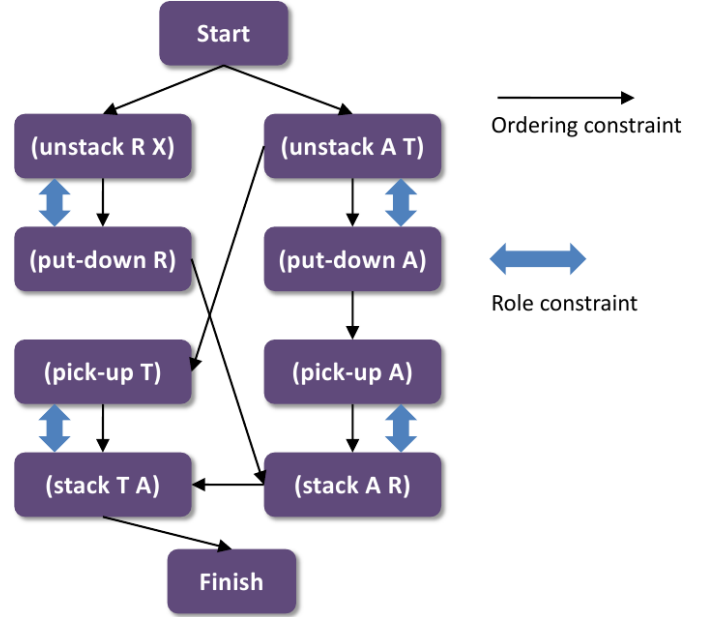 Start
(unstack R X)
(unstack A T)
Ordering constraint
(put-down R)
(put-down A)
Role constraint
(pick-up T)
(pick-up A)
(stack T A)
(stack A R)
Finish